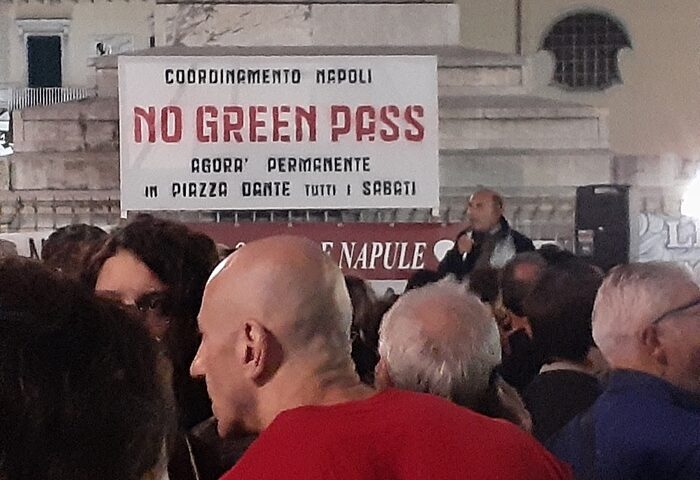 COORDINAMENTO NAPOLI
NO GREEN PASS
AGORA' PERMANENTE
IN PIAZZA DANTE TUTTI I SABATI
E NAPULE